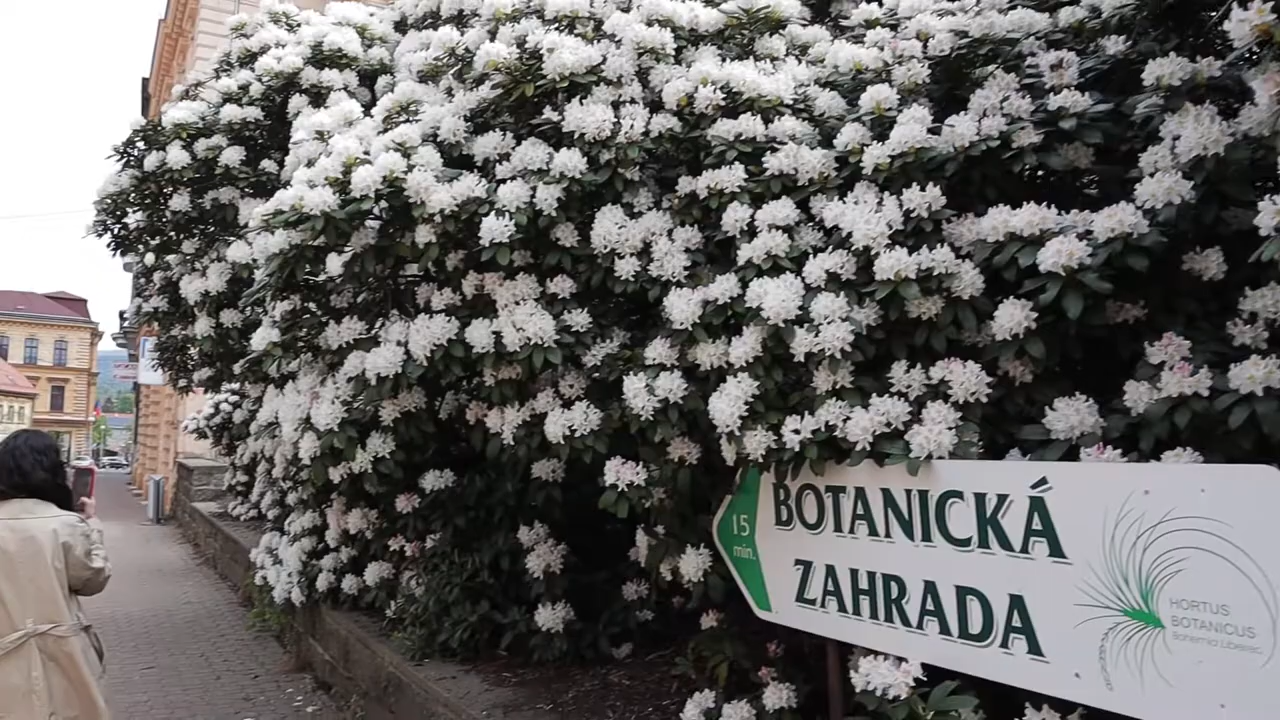 15
min.
BOTANICKÁ
ZAHRADA
HORTUS
BOTANICUS
Bohemia Liberec